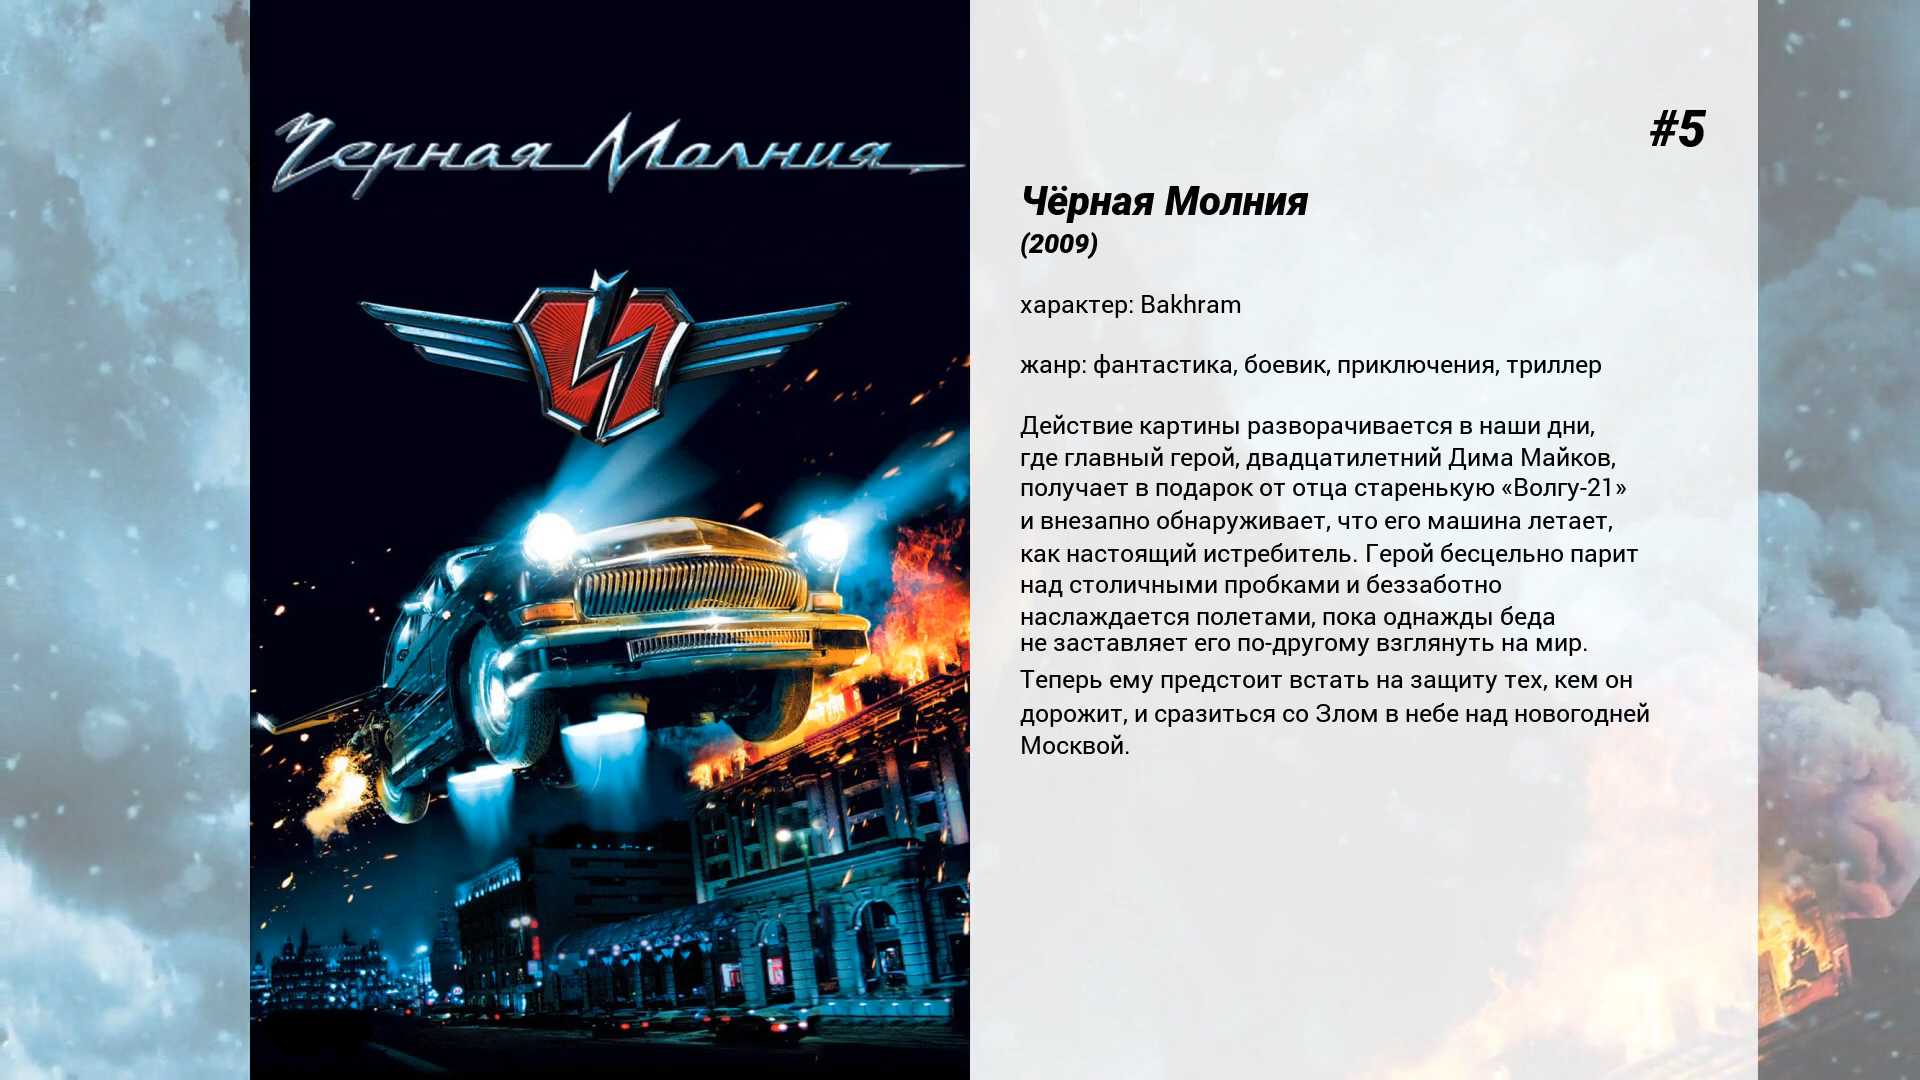 Черная Молния
#5
Чёрная Молния
(2009)
характер: Bakhram
жанр: фантастика, боевик, приключения, триллер
Действие картины разворачивается в наши дни,
где главный герой, двадцатилетний Дима Майков,
получает в подарок от отца старенькую «Волгу-21»
и внезапно обнаруживает, что его машина летает,
как настоящий истребитель. Герой бесцельно парит
над столичными пробками и беззаботно
наслаждается полетами, пока однажды беда
не заставляет его по-другому взглянуть на мир.
Теперь ему предстоит встать на защиту тех, кем он
дорожит, и сразиться со Злом в небе над новогодней
Москвой.